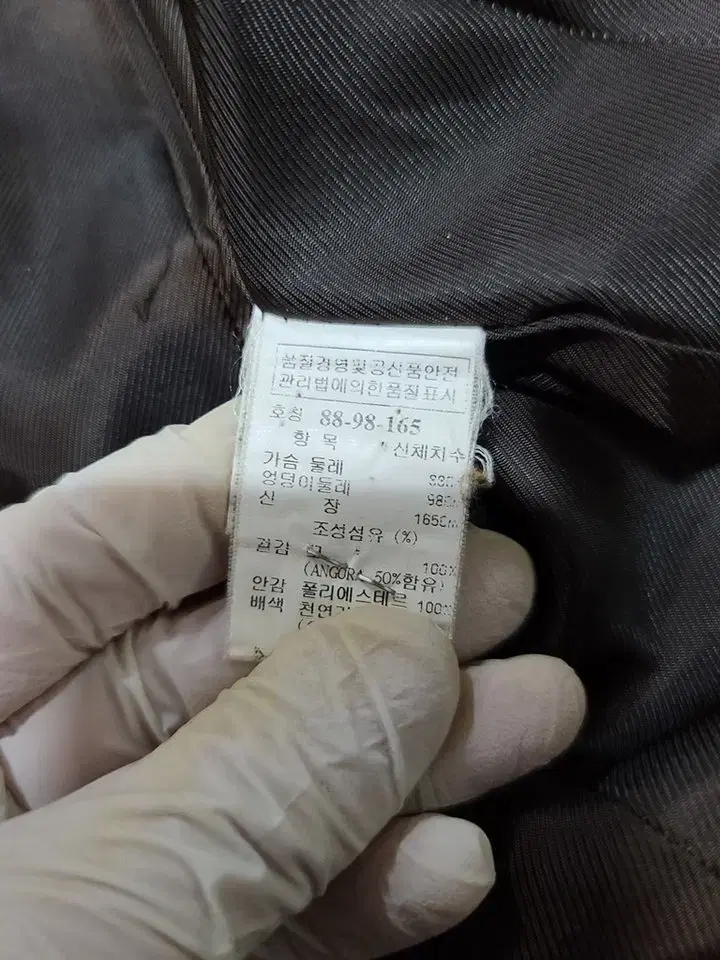 품질경영및공산품안전
관리법에의한품질표시
호칭 88-98-165
항 목 신체치수
가슴 둘레
엉덩이둘레 98
신 장 165cm
조성섬유 (%)
겉감 100%
(ANGORA 50%함유)
안감 폴리에스테르 100%
배색